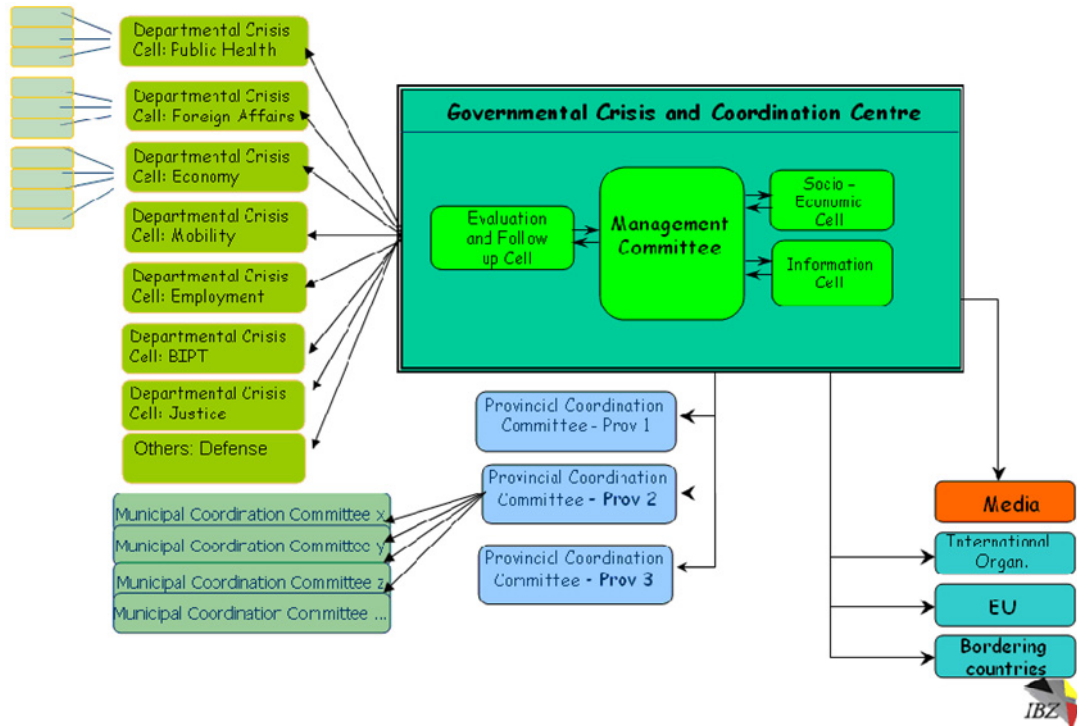 Departmental Crisis
Cell: Public Health
Departmental Crisis
Cell: Foreign Affairs
Departmental Crisis
Cell: Economy
Departmental Crisis
Cell: Mobility
Departmental Crisis
Cell: Employment
Departmental Crisis
Cell: BIPT
Departmental Crisis
Cell: Justice
Others: Defense
Governmental Crisis and Coordination Centre
Evaluation
and Follow
up Cell
Management
Committee
Socio -
Economic
Cell
Information
Cell
Provincial Coordination
Committee - Prov 1
Provincial Coordination
Committee - Prov 2
Provincial Coordination
Committee - Prov 3
Municipal Coordination Committee x
Municipal Coordination Committee y
Municipal Coordination Committee z
Municipal Coordination Committee ...
Media
International
Organ.
EU
Bordering
countries
IBZ